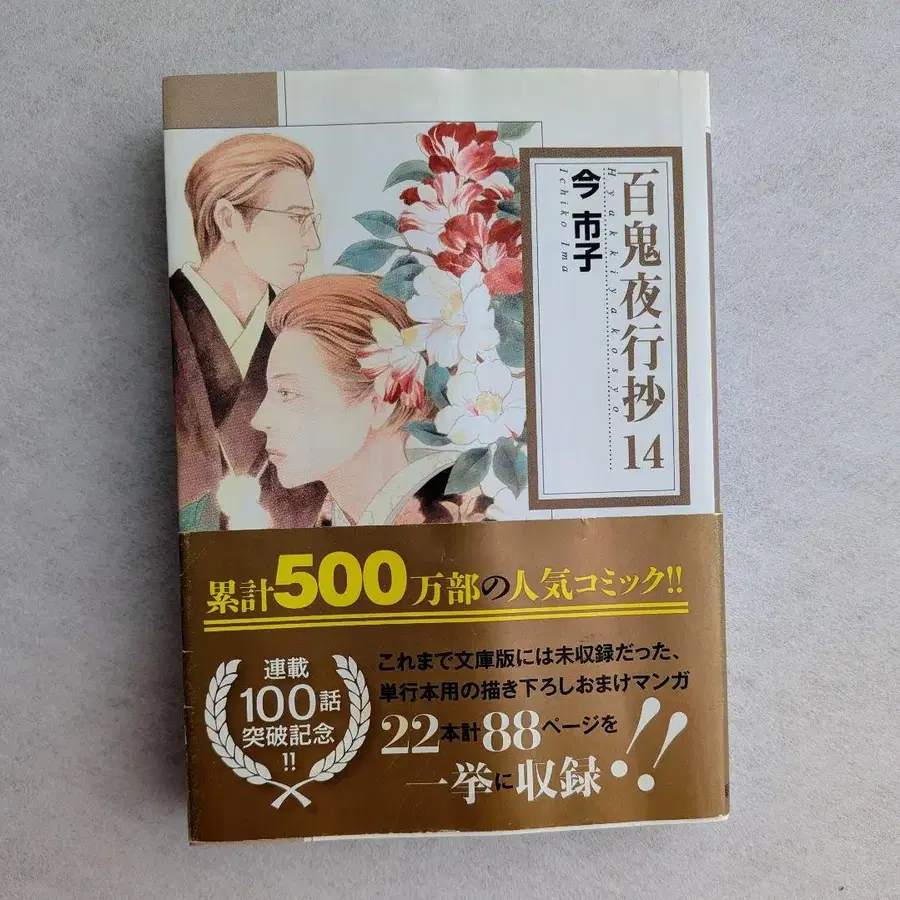 百鬼夜行抄 14
Hyakkiyakosyo
今 市子
Ichiko Ima
累計500万部の人気コミック!!
連載
100話
突破記念
!!
これまで文庫版には未収録だった、
単行本用の描き下ろしおまけマンガ
22本計88ページを
一挙に収録!!